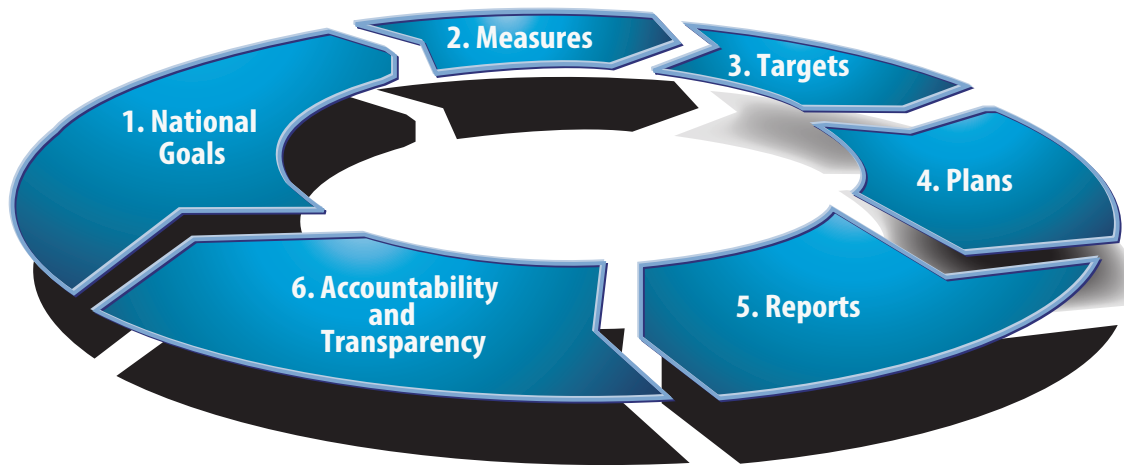 1. National
Goals
2. Measures
3. Targets
4. Plans
5. Reports
6. Accountability
and
Transparency